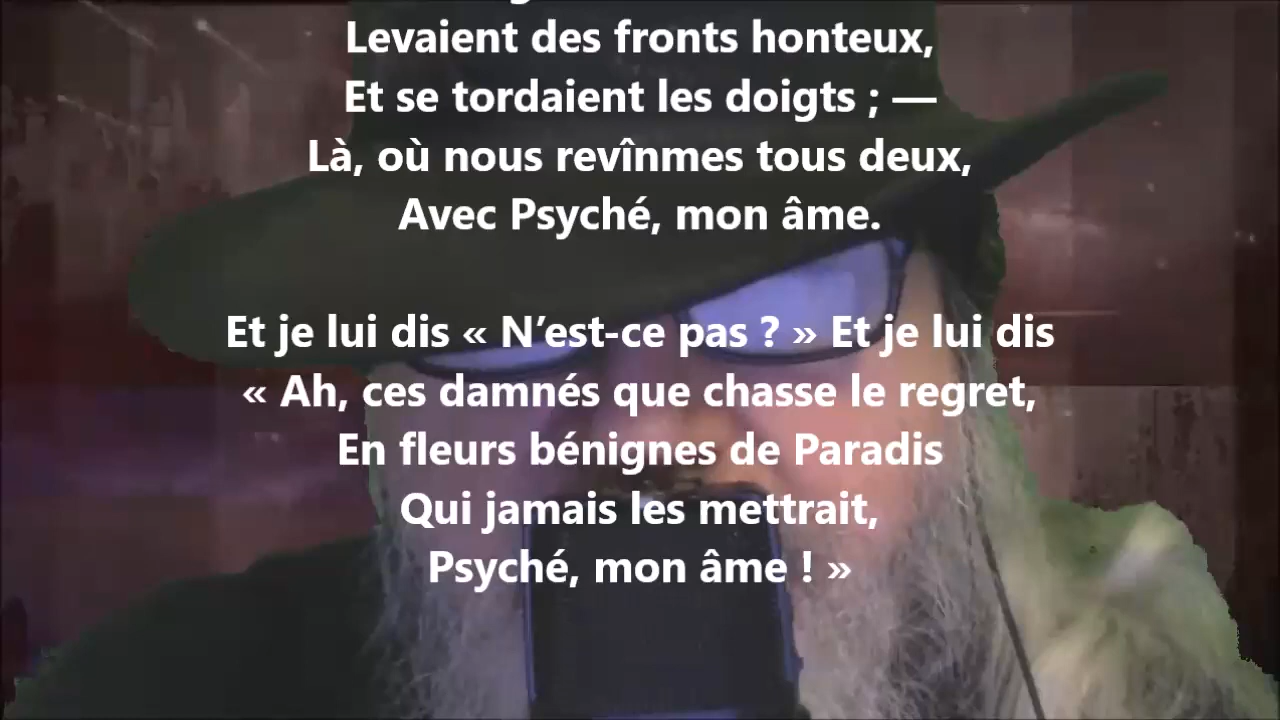 Levaient des fronts honteux,
Et se tordaient les doigts ; —
Là, où nous revînmes tous deux,
Avec Psyché, mon âme.
Et je lui dis « N’est-ce pas ? » Et je lui dis
« Ah, ces damnés que chasse le regret,
En fleurs bénignes de Paradis
Qui jamais les mettrait,
Psyché, mon âme ! »